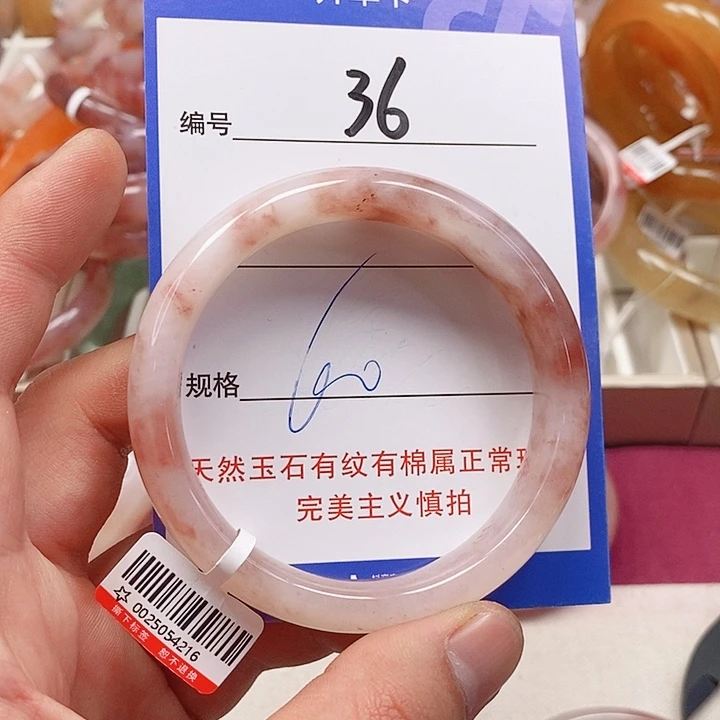 编号 36
规格 60
天然玉石有纹有棉属正常
完美主义慎拍
0025054216
撕下标签 恕不退换